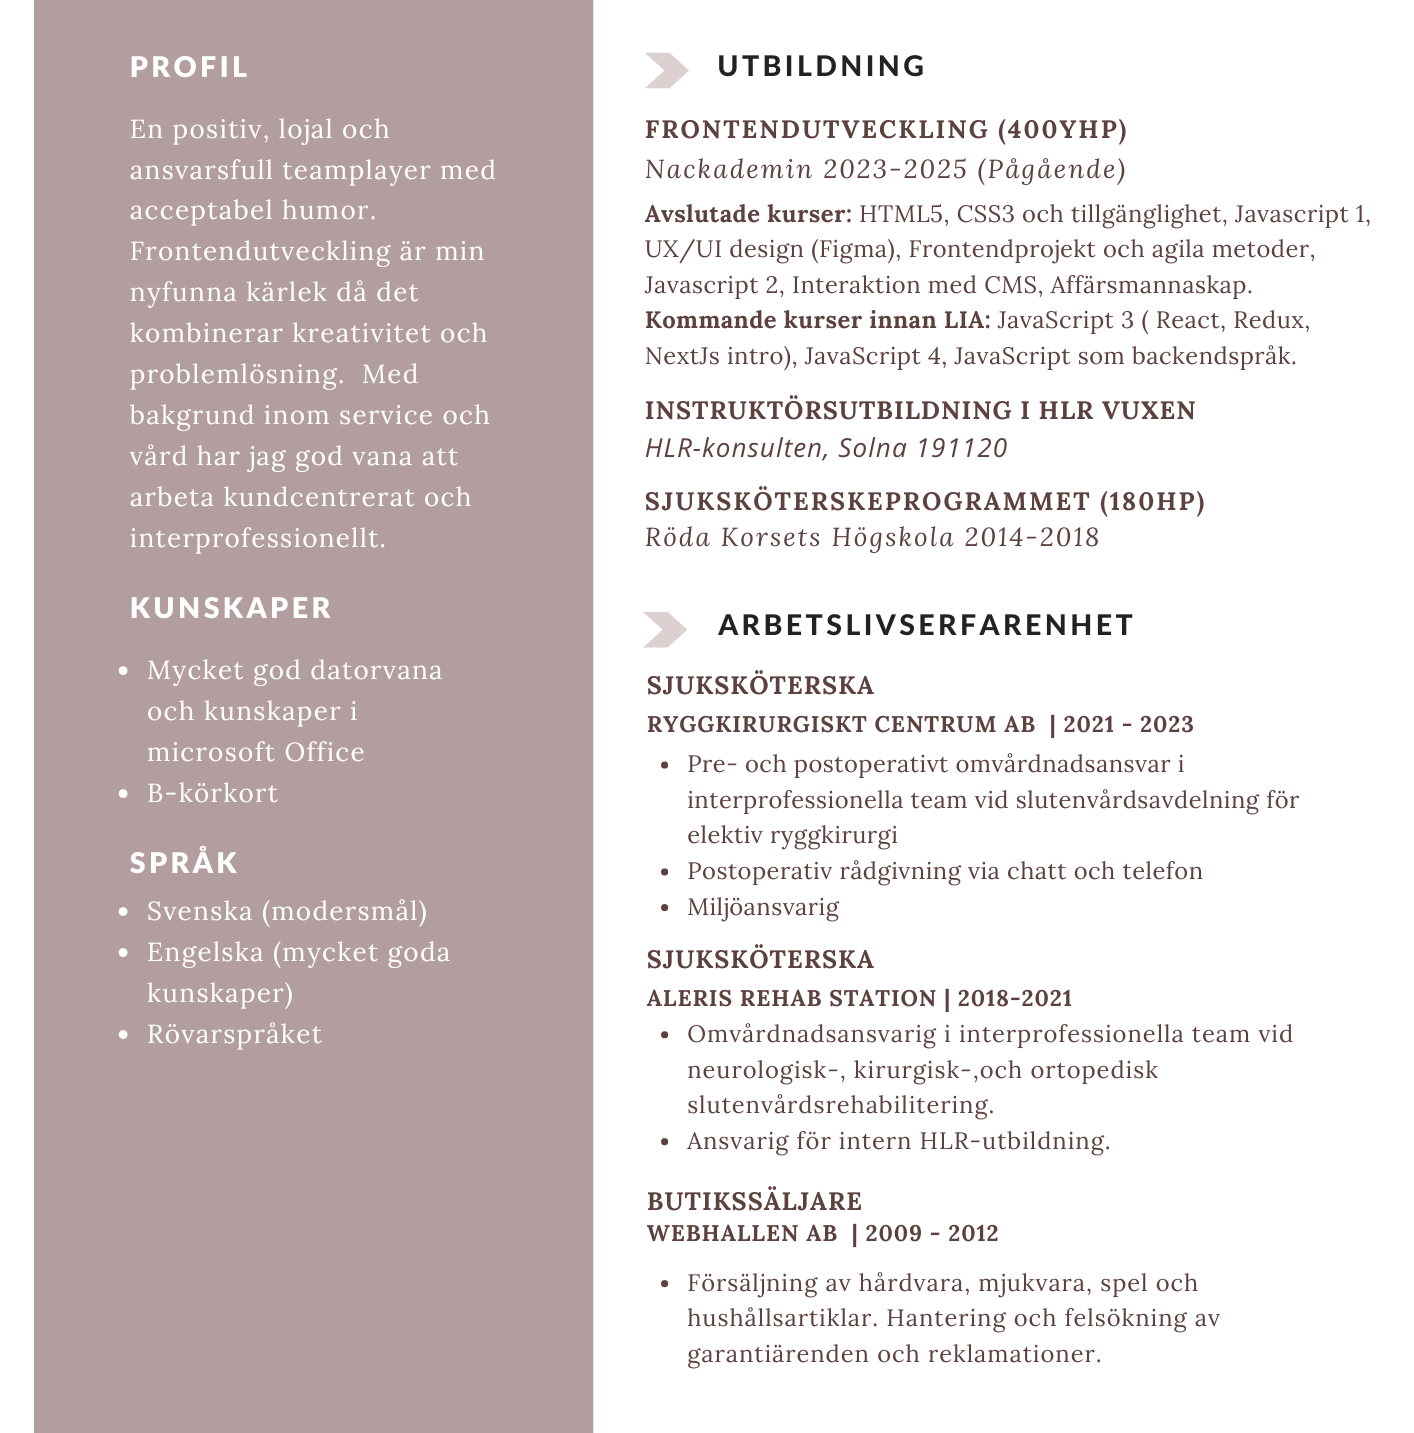 PROFIL
En positiv, lojal och
ansvarsfull teamplayer med
acceptabel humor.
Frontendutveckling är min
nyfunna kärlek då det
kombinerar kreativitet och
problemlösning.  Med
bakgrund inom service och
vård har jag god vana att
arbeta kundcentrerat och
interprofessionellt.
KUNSKAPER
• Mycket god datorvana
och kunskaper i
microsoft Office
• B-körkort
SPRÅK
• Svenska (modersmål)
• Engelska (mycket goda
kunskaper)
• Rövarspråket
UTBILDNING
FRONTENDUTVECKLING (400YHP)
Nackademin 2023-2025 (Pågående)
Avslutade kurser: HTML5, CSS3 och tillgänglighet, Javascript 1,
UX/UI design (Figma), Frontendprojekt och agila metoder,
Javascript 2, Interaktion med CMS, Affärsmannaskap.
Kommande kurser innan LIA: JavaScript 3 ( React, Redux,
NextJs intro), JavaScript 4, JavaScript som backendspråk.
INSTRUKTÖRSUTBILDNING I HLR VUXEN
HLR-konsulten, Solna 191120
SJUKSKÖTERSKEPROGRAMMET (180HP)
Röda Korsets Högskola 2014-2018
ARBETSLIVSERFARENHET
SJUKSKÖTERSKA
RYGGKIRURGISKT CENTRUM AB  | 2021 - 2023
• Pre- och postoperativt omvårdnadsansvar i
interprofessionella team vid slutenvårdsavdelning för
elektiv ryggkirurgi
• Postoperativ rådgivning via chatt och telefon
• Miljöansvarig
SJUKSKÖTERSKA
ALERIS REHAB STATION | 2018-2021
• Omvårdnadsansvarig i interprofessionella team vid
neurologisk-, kirurgisk-,och ortopedisk
slutenvårdsrehabilitering.
• Ansvarig för intern HLR-utbildning.
BUTIKSSÄLJARE
WEBHALLEN AB  | 2009 - 2012
• Försäljning av hårdvara, mjukvara, spel och
hushållsartiklar. Hantering och felsökning av
garantiärenden och reklamationer.